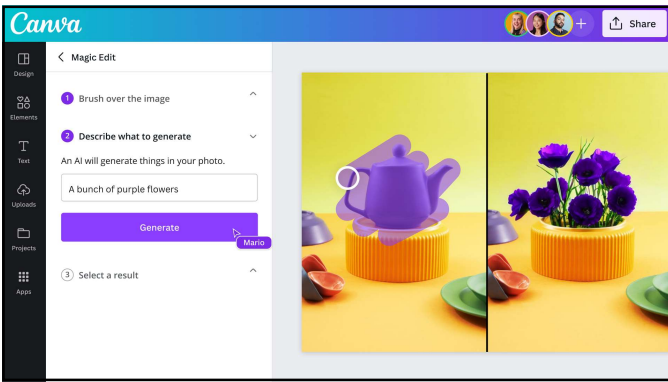 Canva
Share
Magic Edit
Design
1 Brush over the image
Elements
2 Describe what to generate
Text
An AI will generate things in your photo.
A bunch of purple flowers
Uploads
Generate
Mario
Projects
3 Select a result
Apps